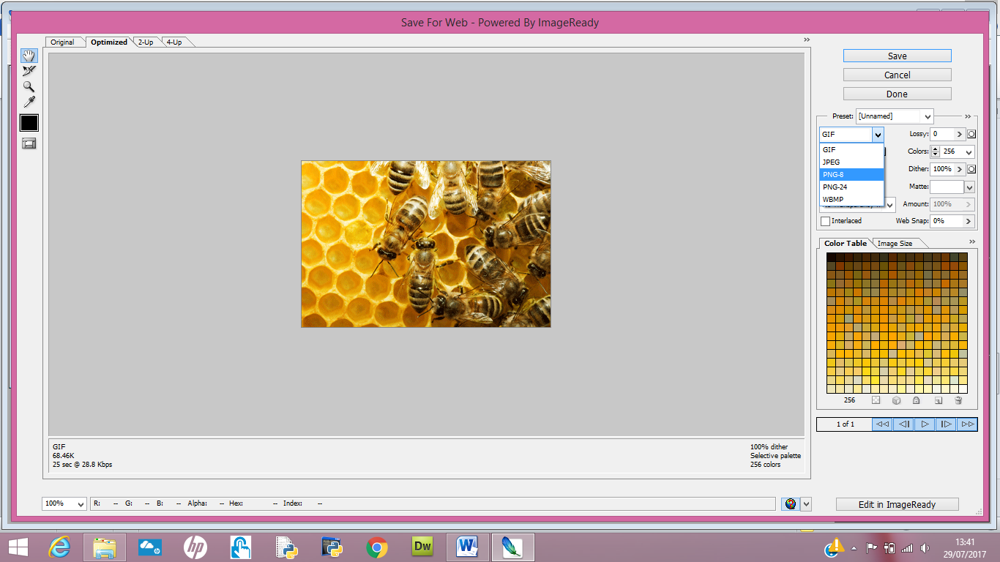 Save For Web - Powered By ImageReady
Original Optimized 2-Up 4-Up
Save
Cancel
Done
Preset: [Unnamed]
GIF Lossy: 0
GIF
JPEG
PNG-8
PNG-24
WBMP
Colors: 256
Dither: 100%
Matte:
Amount: 100%
Interlaced Web Snap: 0%
Color Table Image Size
256
1 of 1
GIF
68.46K
25 sec @ 28.8 Kbps
100% dither
Selective palette
256 colors
100% R: -- G: -- B: -- Alpha: -- Hex: -- Index: --
Edit in ImageReady
hp
Dw
W
13:41
29/07/2017